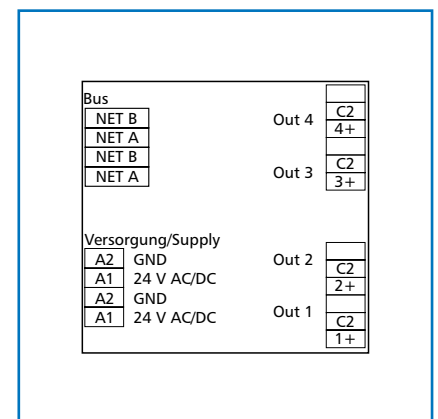 Bus
NET B
NET A
NET B
NET A
Versorgung/Supply
A2 GND
A1 24 V AC/DC
A2 GND
A1 24 V AC/DC
Out 4
C2
4+
Out 3
C2
3+
Out 2
C2
2+
Out 1
C2
1+